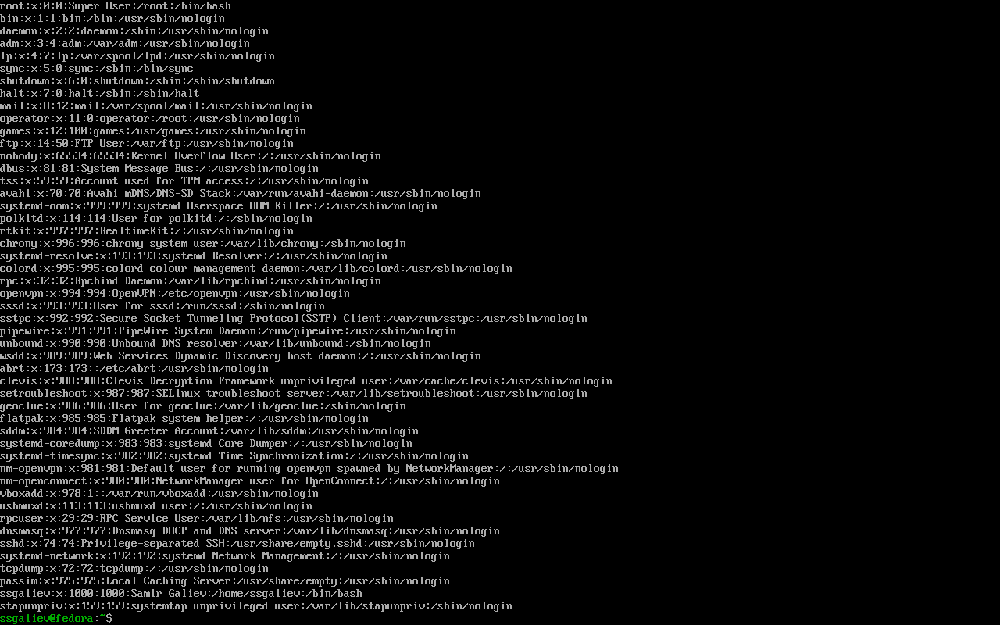 root:x:0:0:Super User:/root:/bin/bash
bin:x:1:1:bin:/bin:/usr/sbin/nologin
daemon:x:2:2:daemon:/sbin:/usr/sbin/nologin
adm:x:3:4:adm:/var/adm:/usr/sbin/nologin
lp:x:4:7:lp:/var/spool/lpd:/usr/sbin/nologin
sync:x:5:0:sync:/sbin:/bin/sync
shutdown:x:6:0:shutdown:/sbin:/sbin/shutdown
halt:x:7:0:halt:/sbin:/sbin/halt
mail:x:8:12:mail:/var/spool/mail:/usr/sbin/nologin
operator:x:11:0:operator:/root:/usr/sbin/nologin
games:x:12:100:games:/usr/games:/usr/sbin/nologin
ftp:x:14:50:FTP User:/var/ftp:/usr/sbin/nologin
nobody:x:65534:65534:Kernel Overflow User:/:/usr/sbin/nologin
dbus:x:81:81:System Message Bus:/:/usr/sbin/nologin
tss:x:59:59:Account used for TPM access:/:/usr/sbin/nologin
avahi:x:70:70:Avahi mDNS/DNS-SD Stack:/var/run/avahi-daemon:/usr/sbin/nologin
systemd-oom:x:999:999:systemd Userspace OOM Killer:/:/usr/sbin/nologin
polkitd:x:114:114:User for polkitd:/:/sbin/nologin
rtkit:x:997:997:RealtimeKit:/:/usr/sbin/nologin
chrony:x:996:996:chrony system user:/var/lib/chrony:/sbin/nologin
systemd-resolve:x:193:193:systemd Resolver:/:/usr/sbin/nologin
colord:x:995:995:colord colour management daemon:/var/lib/colord:/usr/sbin/nologin
rpc:x:32:32:Rpcbind Daemon:/var/lib/rpcbind:/usr/sbin/nologin
openvpn:x:994:994:OpenVPN:/etc/openvpn:/usr/sbin/nologin
sssd:x:993:993:User for sssd:/run/sssd:/sbin/nologin
sstpc:x:992:992:Secure Socket Tunneling Protocol(SSTP) Client:/var/run/sstpc:/usr/sbin/nologin
pipewire:x:991:991:PipeWire System Daemon:/run/pipewire:/usr/sbin/nologin
unbound:x:990:990:Unbound DNS resolver:/var/lib/unbound:/sbin/nologin
wsdd:x:989:989:Web Services Dynamic Discovery host daemon:/:/usr/sbin/nologin
abrt:x:173:173::/etc/abrt:/usr/sbin/nologin
clevis:x:988:988:Clevis Decryption Framework unprivileged user:/var/cache/clevis:/usr/sbin/nologin
setroubleshoot:x:987:987:SELinux troubleshoot server:/var/lib/setroubleshoot:/usr/sbin/nologin
geoclue:x:986:986:User for geoclue:/var/lib/geoclue:/sbin/nologin
flatpak:x:985:985:Flatpak system helper:/:/usr/sbin/nologin
sddm:x:984:984:SDDM Greeter Account:/var/lib/sddm:/usr/sbin/nologin
systemd-coredump:x:983:983:systemd Core Dumper:/:/usr/sbin/nologin
systemd-timesync:x:982:982:systemd Time Synchronization:/:/usr/sbin/nologin
nm-openvpn:x:981:981:Default user for running openvpn spawned by NetworkManager:/:/usr/sbin/nologin
nm-openconnect:x:980:980:NetworkManager user for OpenConnect:/:/usr/sbin/nologin
vboxadd:x:978:1::/var/run/vboxadd:/sbin/nologin
usbmuxd:x:113:113:usbmuxd user:/:/usr/sbin/nologin
rpcuser:x:29:29:RPC Service User:/var/lib/nfs:/usr/sbin/nologin
dnsmasq:x:977:977:Dnsmasq DHCP and DNS server:/var/lib/dnsmasq:/usr/sbin/nologin
sshd:x:74:74:Privilege-separated SSH:/usr/share/empty.sshd:/usr/sbin/nologin
systemd-network:x:192:192:systemd Network Management:/:/usr/sbin/nologin
tcpdump:x:72:72:tcpdump:/:/usr/sbin/nologin
passim:x:975:975:Local Caching Server:/usr/share/empty:/usr/sbin/nologin
ssgaliev:x:1000:1000:Samir Galiev:/home/ssgaliev:/bin/bash
stapunpriv:x:159:159:systemtap unprivileged user:/var/lib/stapunpriv:/sbin/nologin
ssgaliev@fedora:~$